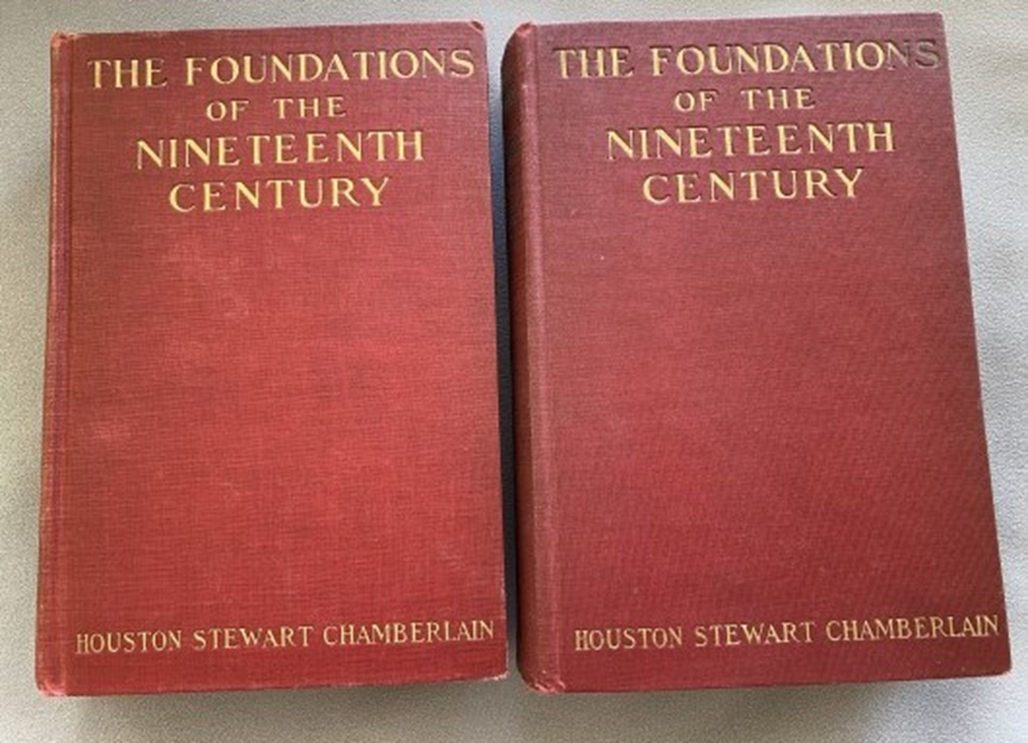 THE FOUNDATIONS
OF THE
NINETEENTH
CENTURY
HOUSTON STEWART CHAMBERLAIN
THE FOUNDATIONS
OF THE
NINETEENTH
CENTURY
HOUSTON STEWART CHAMBERLAIN